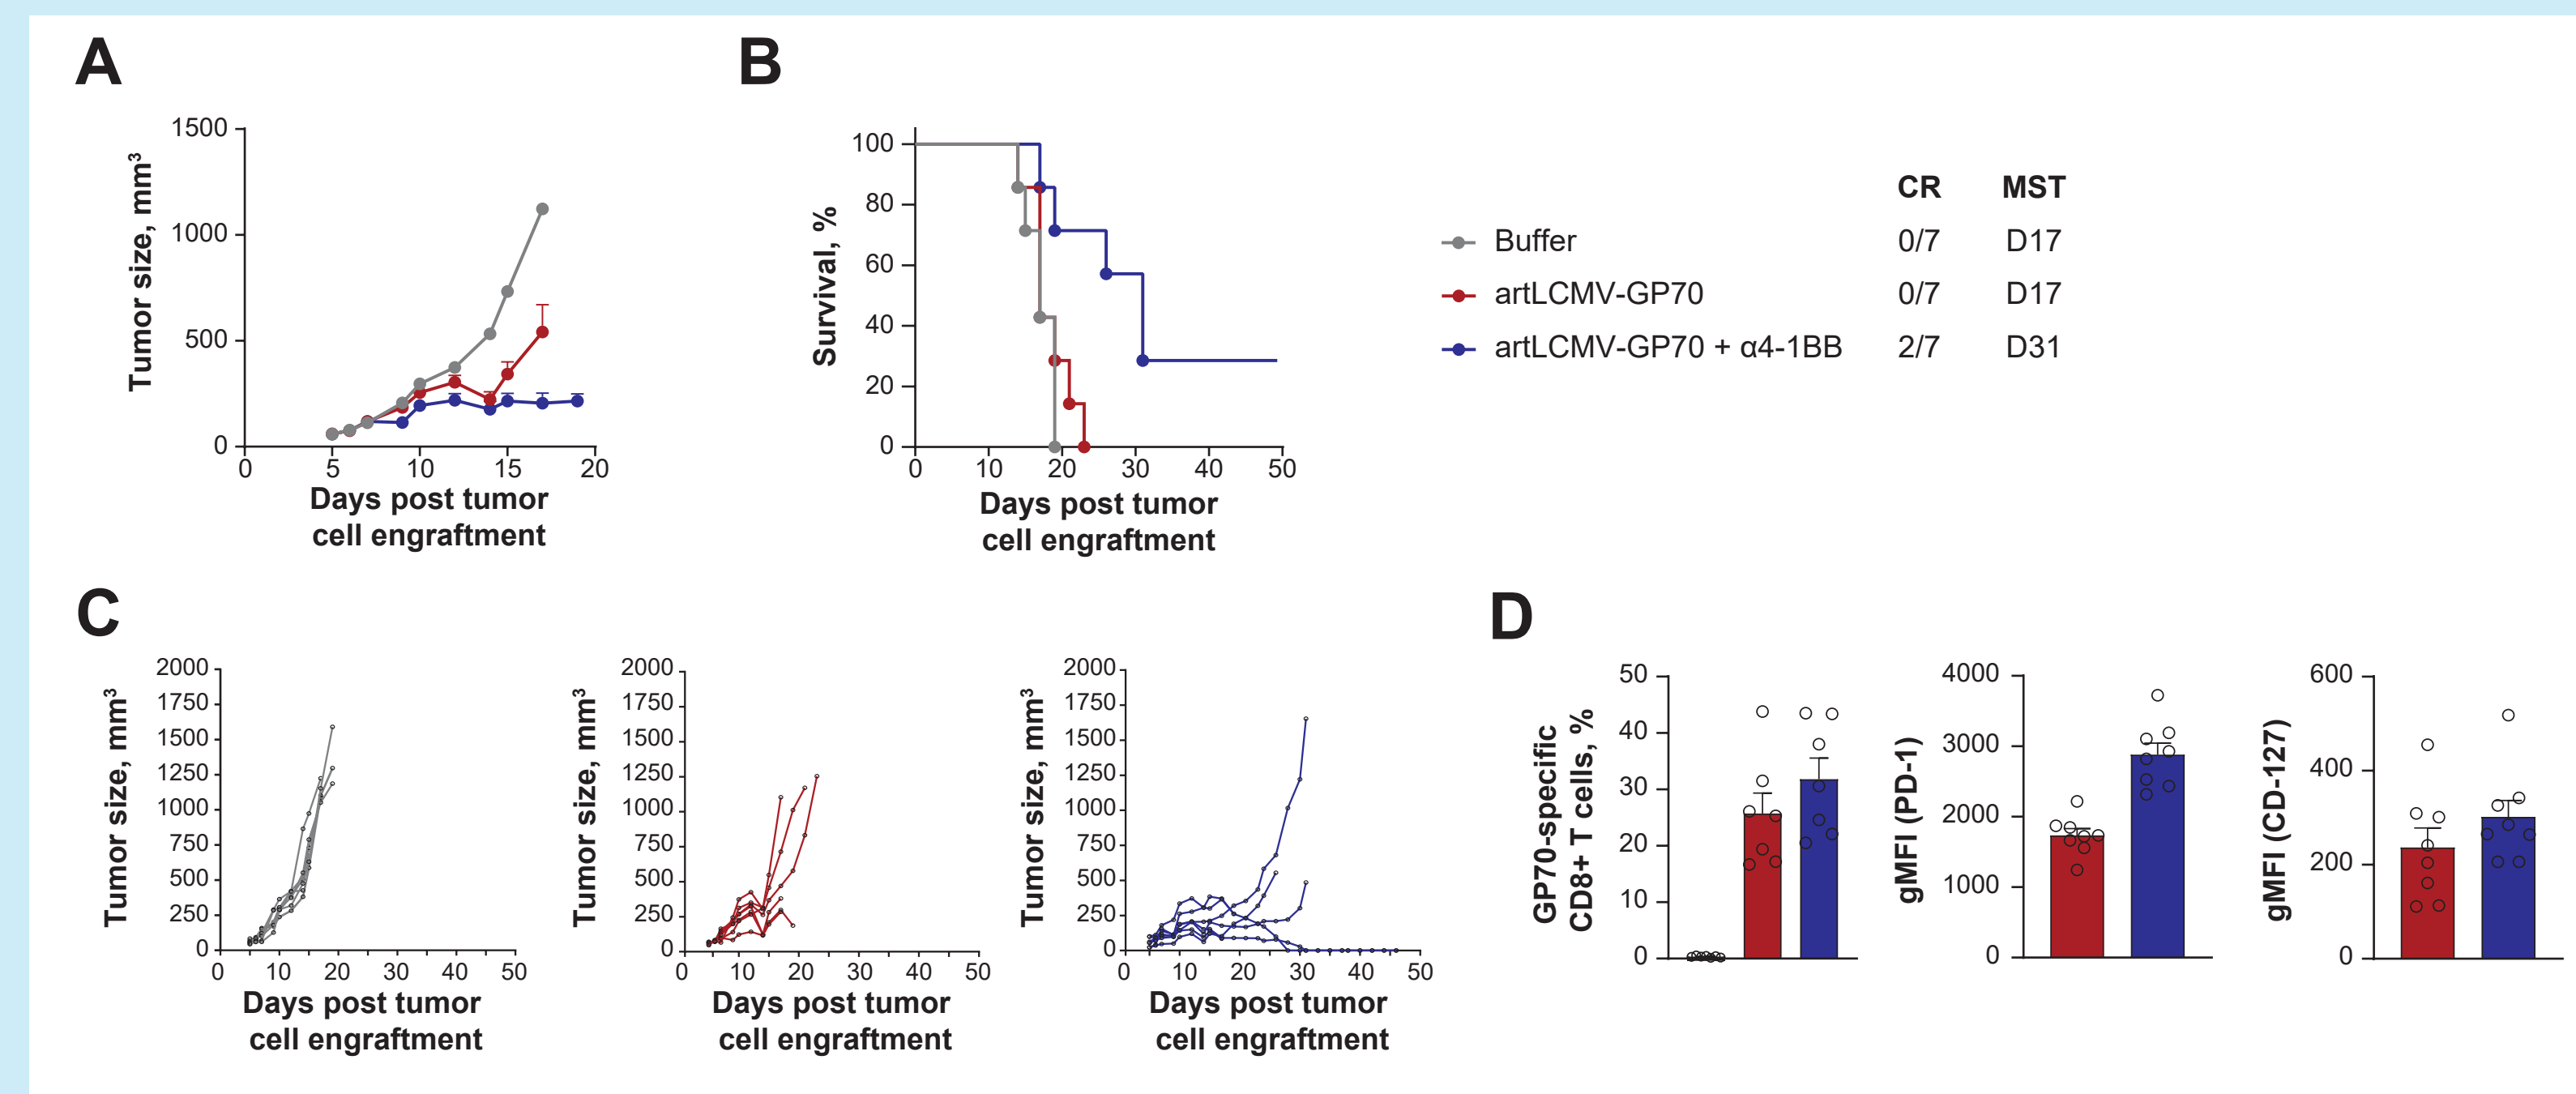 A
1500
1000
500
0
Tumor size, mm³
0 5 10 15 20
Days post tumor
cell engraftment
B
100
80
60
40
20
0
Survival, %
0 10 20 30 40 50
Days post tumor
cell engraftment
CR MST
Buffer 0/7 D17
artLCMV-GP70 0/7 D17
artLCMV-GP70 + α4-1BB 2/7 D31
C
2000
1750
1500
1250
1000
750
500
250
0
Tumor size, mm³
0 10 20 30 40 50
Days post tumor
cell engraftment
2000
1750
1500
1250
1000
750
500
250
0
Tumor size, mm³
0 10 20 30 40 50
Days post tumor
cell engraftment
2000
1750
1500
1250
1000
750
500
250
0
Tumor size, mm³
0 10 20 30 40 50
Days post tumor
cell engraftment
D
GP70-specific
CD8+ T cells, %
50
40
30
20
10
0
gMFI (PD-1)
4000
3000
2000
1000
0
gMFI (CD-127)
600
400
200
0